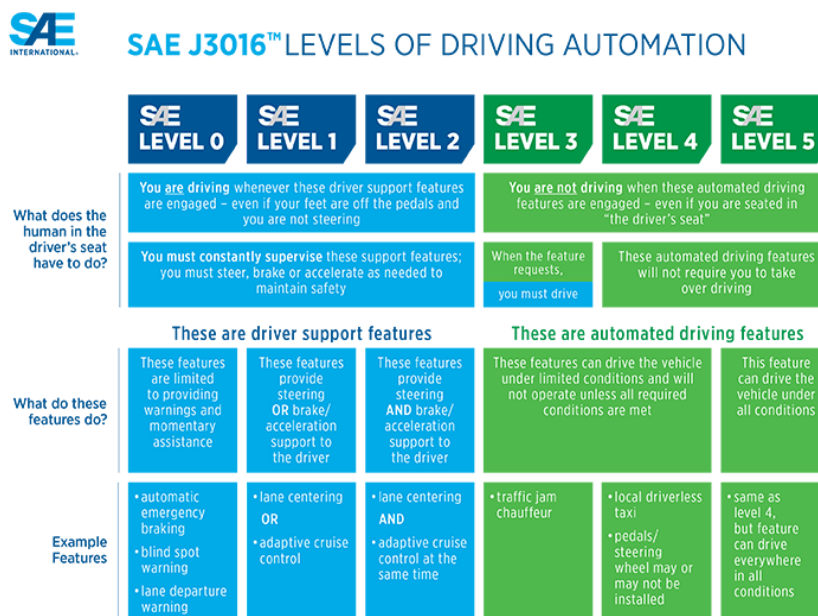 SAE
INTERNATIONAL®
SAE J3016™ LEVELS OF DRIVING AUTOMATION
SAE
LEVEL 0
SAE
LEVEL 1
SAE
LEVEL 2
SAE
LEVEL 3
SAE
LEVEL 4
SAE
LEVEL 5
What does the
human in the
driver's seat
have to do?
You are driving whenever these driver support features
are engaged – even if your feet are off the pedals and
you are not steering
You are not driving when these automated driving
features are engaged – even if you are seated in
"the driver's seat"
You must constantly supervise these support features;
you must steer, brake or accelerate as needed to
maintain safety
When the feature
requests,
you must drive
These automated driving features
will not require you to take
over driving
These are driver support features
These are automated driving features
What do these
features do?
These features
are limited
to providing
warnings and
momentary
assistance
These features
provide
steering
OR brake/
acceleration
support to
the driver
These features
provide
steering
AND brake/
acceleration
support to
the driver
These features can drive the vehicle
under limited conditions and will
not operate unless all required
conditions are met
This feature
can drive the
vehicle under
all conditions
Example
Features
• automatic
emergency
braking
• blind spot
warning
• lane departure
warning
• lane centering
OR
• adaptive cruise
control
• lane centering
AND
• adaptive cruise
control at the
same time
• traffic jam
chauffeur
• local driverless
taxi
• pedals/
steering
wheel may or
may not be
installed
• same as
level 4,
but feature
can drive
everywhere
in all
conditions